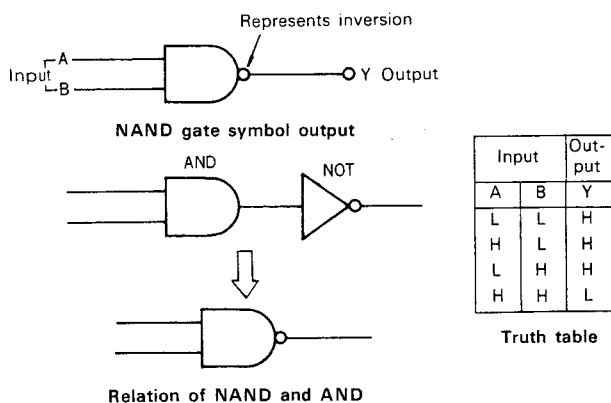 Represents inversion
A
Input
B
Y Output
NAND gate symbol output
AND
NOT
Relation of NAND and AND
Input Out-
put
A B Y
L L H
H L H
L H H
H H L
Truth table